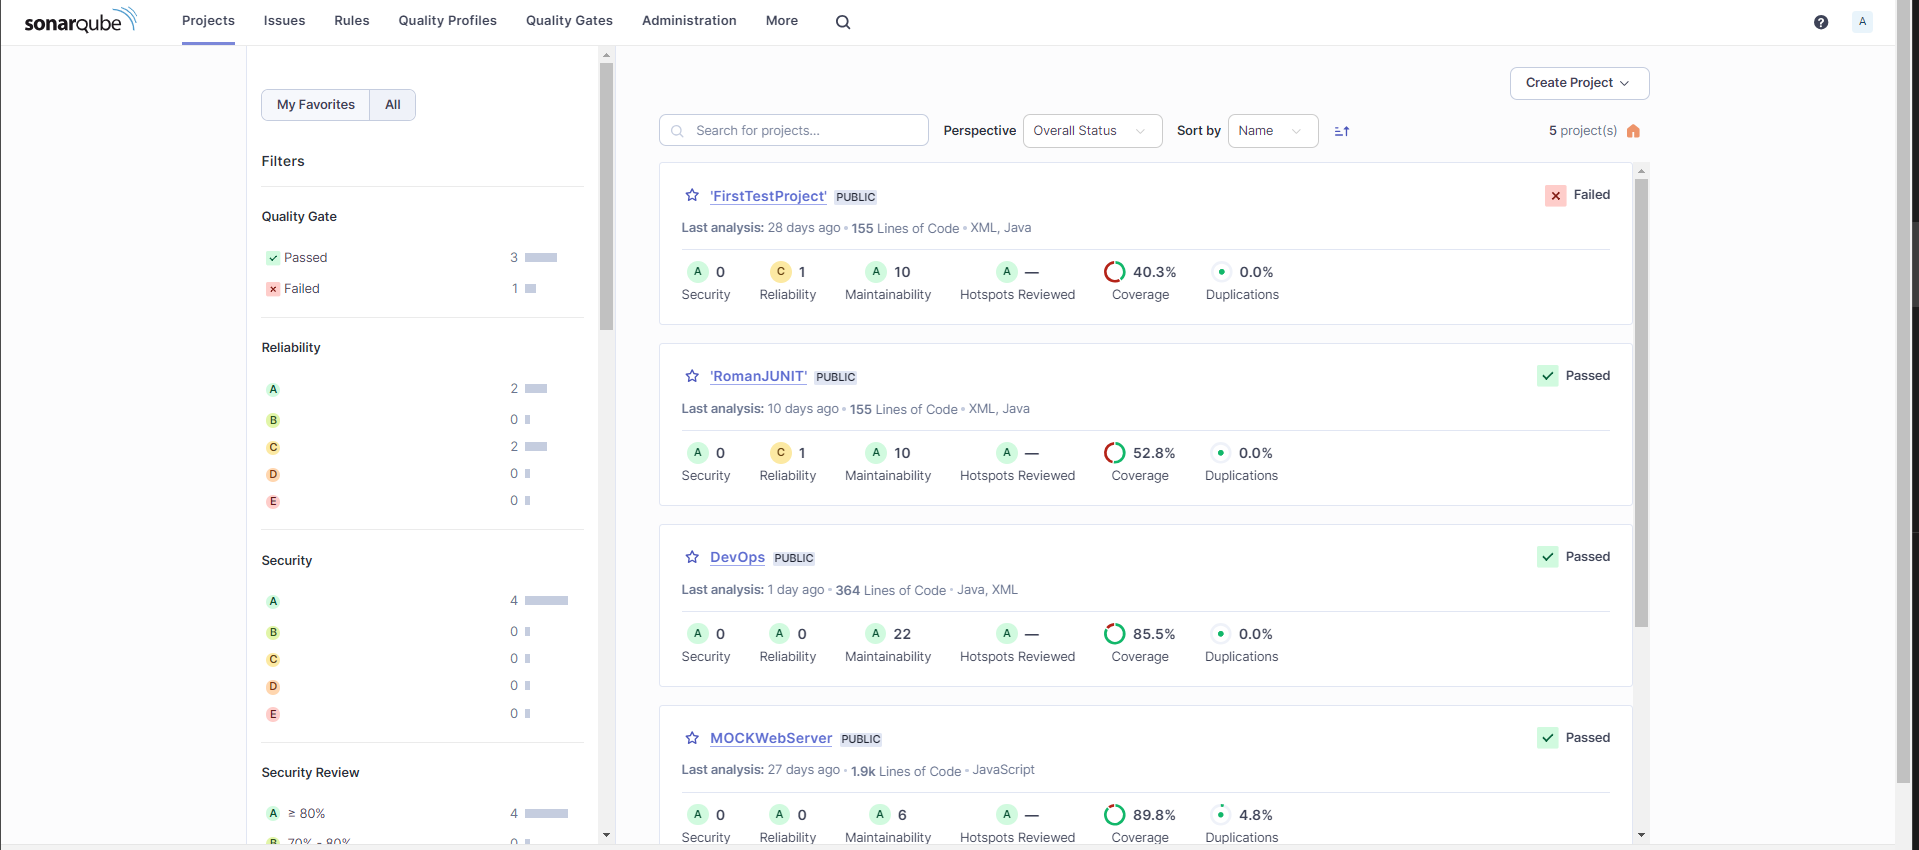 sonarqube
Projects Issues Rules Quality Profiles Quality Gates Administration More
? A
My Favorites All
Filters
Quality Gate
Passed 3
Failed 1
Reliability
A 2
B 0
C 2
D 0
E 0
Security
A 4
B 0
C 0
D 0
E 0
Security Review
A ≥ 80% 4
B 70% - 80% 0
Create Project
Search for projects... Perspective Overall Status Sort by Name 5 project(s)
'FirstTestProject' PUBLIC Failed
Last analysis: 28 days ago • 155 Lines of Code • XML, Java
A 0 C 1 A 10 A — 40.3% 0.0%
Security Reliability Maintainability Hotspots Reviewed Coverage Duplications
'RomanJUNIT' PUBLIC Passed
Last analysis: 10 days ago • 155 Lines of Code • XML, Java
A 0 C 1 A 10 A — 52.8% 0.0%
Security Reliability Maintainability Hotspots Reviewed Coverage Duplications
DevOps PUBLIC Passed
Last analysis: 1 day ago • 364 Lines of Code • Java, XML
A 0 A 0 A 22 A — 85.5% 0.0%
Security Reliability Maintainability Hotspots Reviewed Coverage Duplications
MOCKWebServer PUBLIC Passed
Last analysis: 27 days ago • 1.9k Lines of Code • JavaScript
A 0 A 0 A 6 A — 89.8% 4.8%
Security Reliability Maintainability Hotspots Reviewed Coverage Duplications